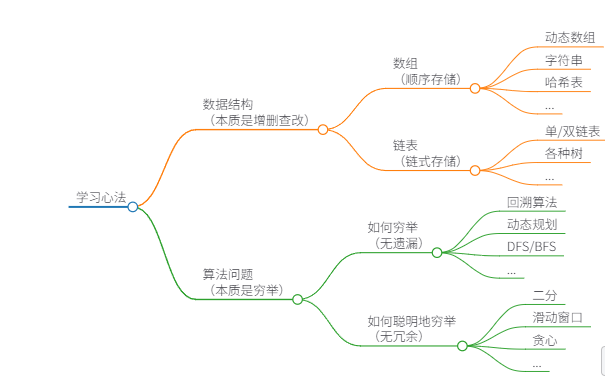 学习心法
数据结构
（本质是增删查改）
数组
（顺序存储）
动态数组
字符串
哈希表
...
链表
（链式存储）
单/双链表
各种树
...
算法问题
（本质是穷举）
如何穷举
（无遗漏）
回溯算法
动态规划
DFS/BFS
...
如何聪明地穷举
（无冗余）
二分
滑动窗口
贪心
...